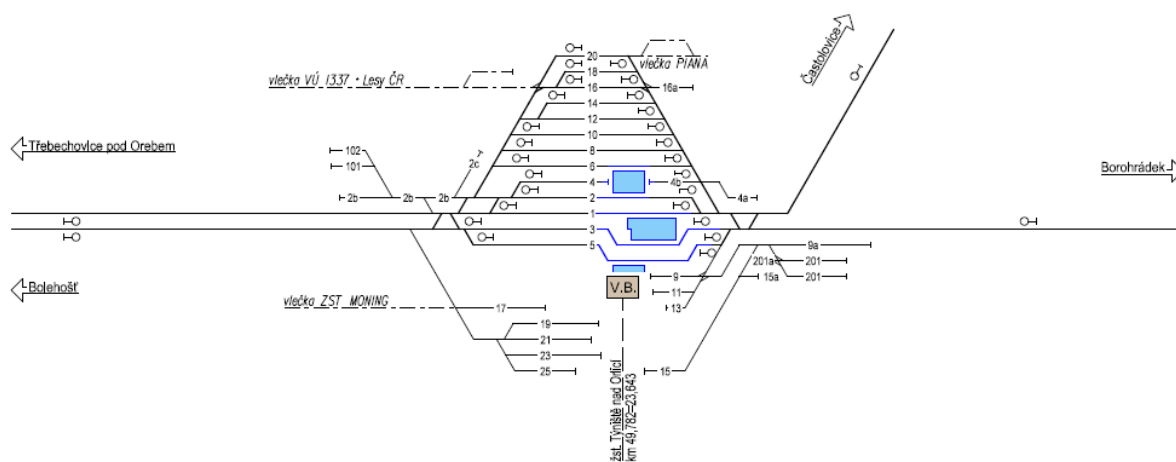 20
vlečka PIANA
Častolovice
vlečka VÚ 1337 + Lesy ČR
18
16
16a
14
12
Třebechovice pod Orebem
102
10
101
2c
8
6
Borohrádek
4
4b
2b
2b
2b
2
4a
1
3
5
9a
201a
201
Bolehošť
9
15a
201
V.B.
11
vlečka ZST MONING
17
13
19
21
23
25
15
žst. Týniště nad Orlicí
km 49,782=23,643